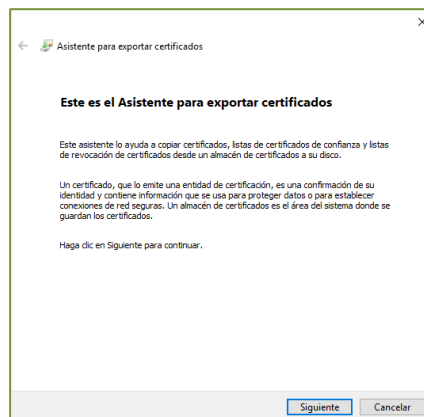 Asistente para exportar certificados
Este es el Asistente para exportar certificados
Este asistente lo ayuda a copiar certificados, listas de certificados de confianza y listas
de revocación de certificados desde un almacén de certificados a su disco.
Un certificado, que lo emite una entidad de certificación, es una confirmación de su
identidad y contiene información que se usa para proteger datos o para establecer
conexiones de red seguras. Un almacén de certificados es el área del sistema donde se
guardan los certificados.
Haga clic en Siguiente para continuar.
Siguiente Cancelar